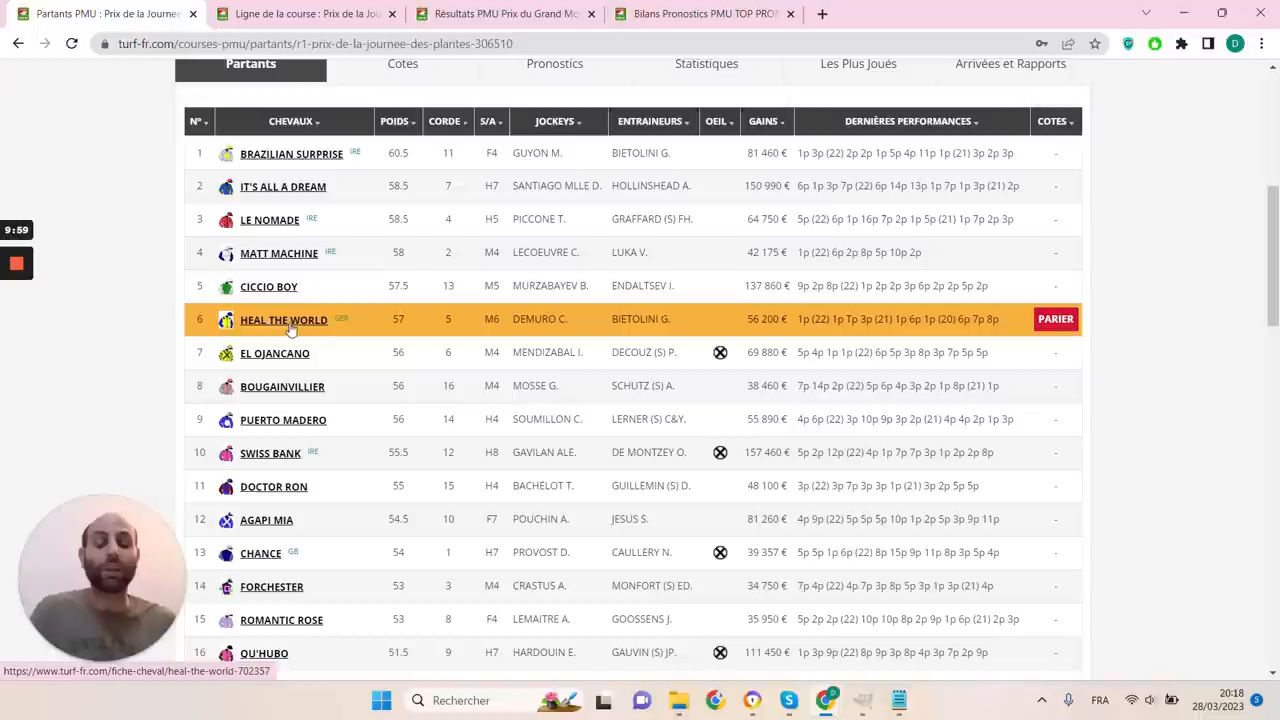 Partants PMU : Prix de la Journée
Ligne de la course : Prix de la Jou
Résultats PMU Prix du Grand Mo
Bilans Pronostics PMU TOP PRO
turf-fr.com/courses-pmu/partants/r1-prix-de-la-journee-des-plantes-306510
D
Partants Cotes Pronostics Statistiques Les Plus Joués Arrivées et Rapports
N° CHEVAUX POIDS CORDE S/A JOCKEYS ENTRAINEURS OEIL GAINS DERNIÈRES PERFORMANCES COTES
1 BRAZILIAN SURPRISE IRE 60.5 11 F4 GUYON M. BIETOLINI G. 81 460 € 1p 3p (22) 2p 2p 1p 5p 4p 11p 1p (21) 3p 2p 3p -
2 IT'S ALL A DREAM 58.5 7 H7 SANTIAGO MLLE D. HOLLINSHEAD A. 150 990 € 6p 1p 3p 7p (22) 6p 14p 13p 1p 7p 1p 3p (21) 2p -
3 LE NOMADE IRE 58.5 4 H5 PICCONE T. GRAFFARD (S) FH. 64 750 € 5p (22) 6p 1p 16p 7p 2p 1p 5p (21) 1p 7p 2p 3p -
9:59
4 MATT MACHINE IRE 58 2 M4 LECOEUVRE C. LUKA V. 42 175 € 1p (22) 6p 2p 8p 5p 10p 2p -
5 CICCIO BOY 57.5 13 M5 MURZABAYEV B. ENDALTSEV I. 137 860 € 9p 2p 8p (22) 1p 2p 2p 3p 6p 2p 2p 5p 2p -
6 HEAL THE WORLD GER 57 5 M6 DEMURO C. BIETOLINI G. 56 200 € 1p (22) 1p Tp 3p (21) 1p 6p 1p (20) 6p 7p 8p PARIER
7 EL OJANCANO 56 6 M4 MENDIZABAL I. DECOUZ (S) P. 69 880 € 5p 4p 1p 1p (22) 6p 5p 3p 8p 3p 7p 5p 5p -
8 BOUGAINVILLIER 56 16 M4 MOSSE G. SCHUTZ (S) A. 38 460 € 7p 14p 2p (22) 5p 6p 4p 3p 2p 1p 8p (21) 1p -
9 PUERTO MADERO 56 14 H4 SOUMILLON C. LERNER (S) C&Y. 55 890 € 4p 6p (22) 3p 10p 9p 3p 2p (21) 4p 4p 2p 1p 3p -
10 SWISS BANK IRE 55.5 12 H8 GAVILAN ALE. DE MONTZEY O. 157 460 € 5p 2p 12p (22) 4p 1p 7p 7p 3p 1p 2p 2p 8p -
11 DOCTOR RON 55 15 H4 BACHELOT T. GUILLEMIN (S) D. 48 100 € 3p (22) 3p 7p 3p 3p 1p (21) 3p 2p 5p 5p -
12 AGAPI MIA 54.5 10 F7 POUCHIN A. JESUS S. 81 260 € 4p 9p (22) 5p 5p 5p 10p 1p 2p 5p 3p 9p 11p -
13 CHANCE GB 54 1 H7 PROVOST D. CAULLERY N. 39 357 € 5p 5p 1p 6p (22) 8p 15p 9p 11p 8p 3p 5p 4p -
14 FORCHESTER 53 3 M4 CRASTUS A. MONFORT (S) ED. 34 750 € 7p 4p (22) 4p 7p 3p 8p 5p 3p 1p 3p (21) 4p -
15 ROMANTIC ROSE 53 8 F4 LEMAITRE A. GOOSSENS J. 35 950 € 5p 2p 2p (22) 10p 10p 8p 2p 9p 1p (21) 2p 3p -
16 QU'HUBO 51.5 9 H7 HARDOUIN E. GAUVIN (S) JP. 111 450 € 1p 3p 9p (22) 8p 9p 3p 8p 4p 3p 7p 2p 9p -
https://www.turf-fr.com/fiche-cheval/heal-the-world-702357
Rechercher
FRA
20:18
28/03/2023
5